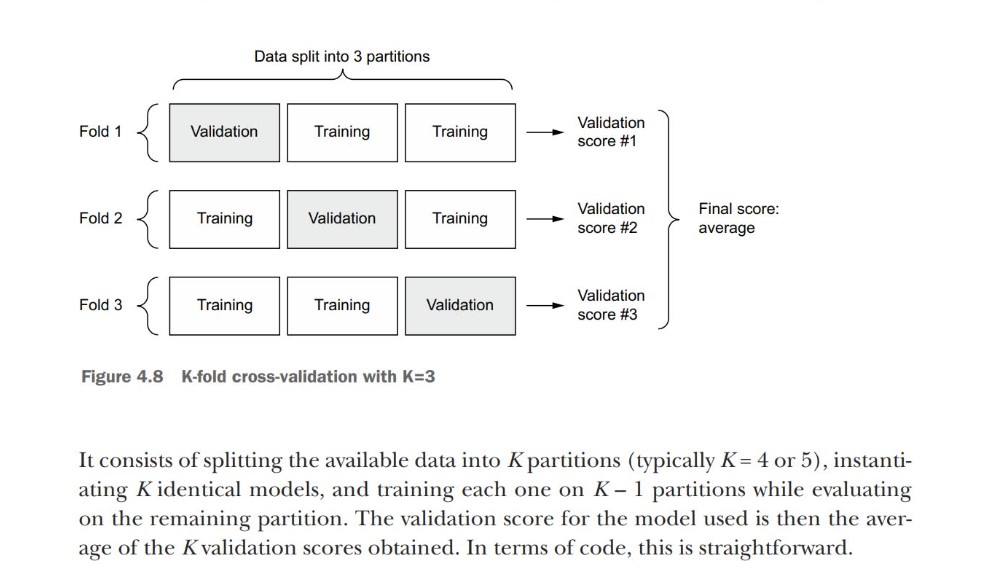 Data split into 3 partitions
Fold 1
Validation
Training
Training
Validation
score #1
Fold 2
Training
Validation
Training
Validation
score #2
Final score:
average
Fold 3
Training
Training
Validation
Validation
score #3
Figure 4.8 K-fold cross-validation with K=3
It consists of splitting the available data into K partitions (typically K = 4 or 5), instanti-
ating K identical models, and training each one on K – 1 partitions while evaluating
on the remaining partition. The validation score for the model used is then the aver-
age of the K validation scores obtained. In terms of code, this is straightforward.